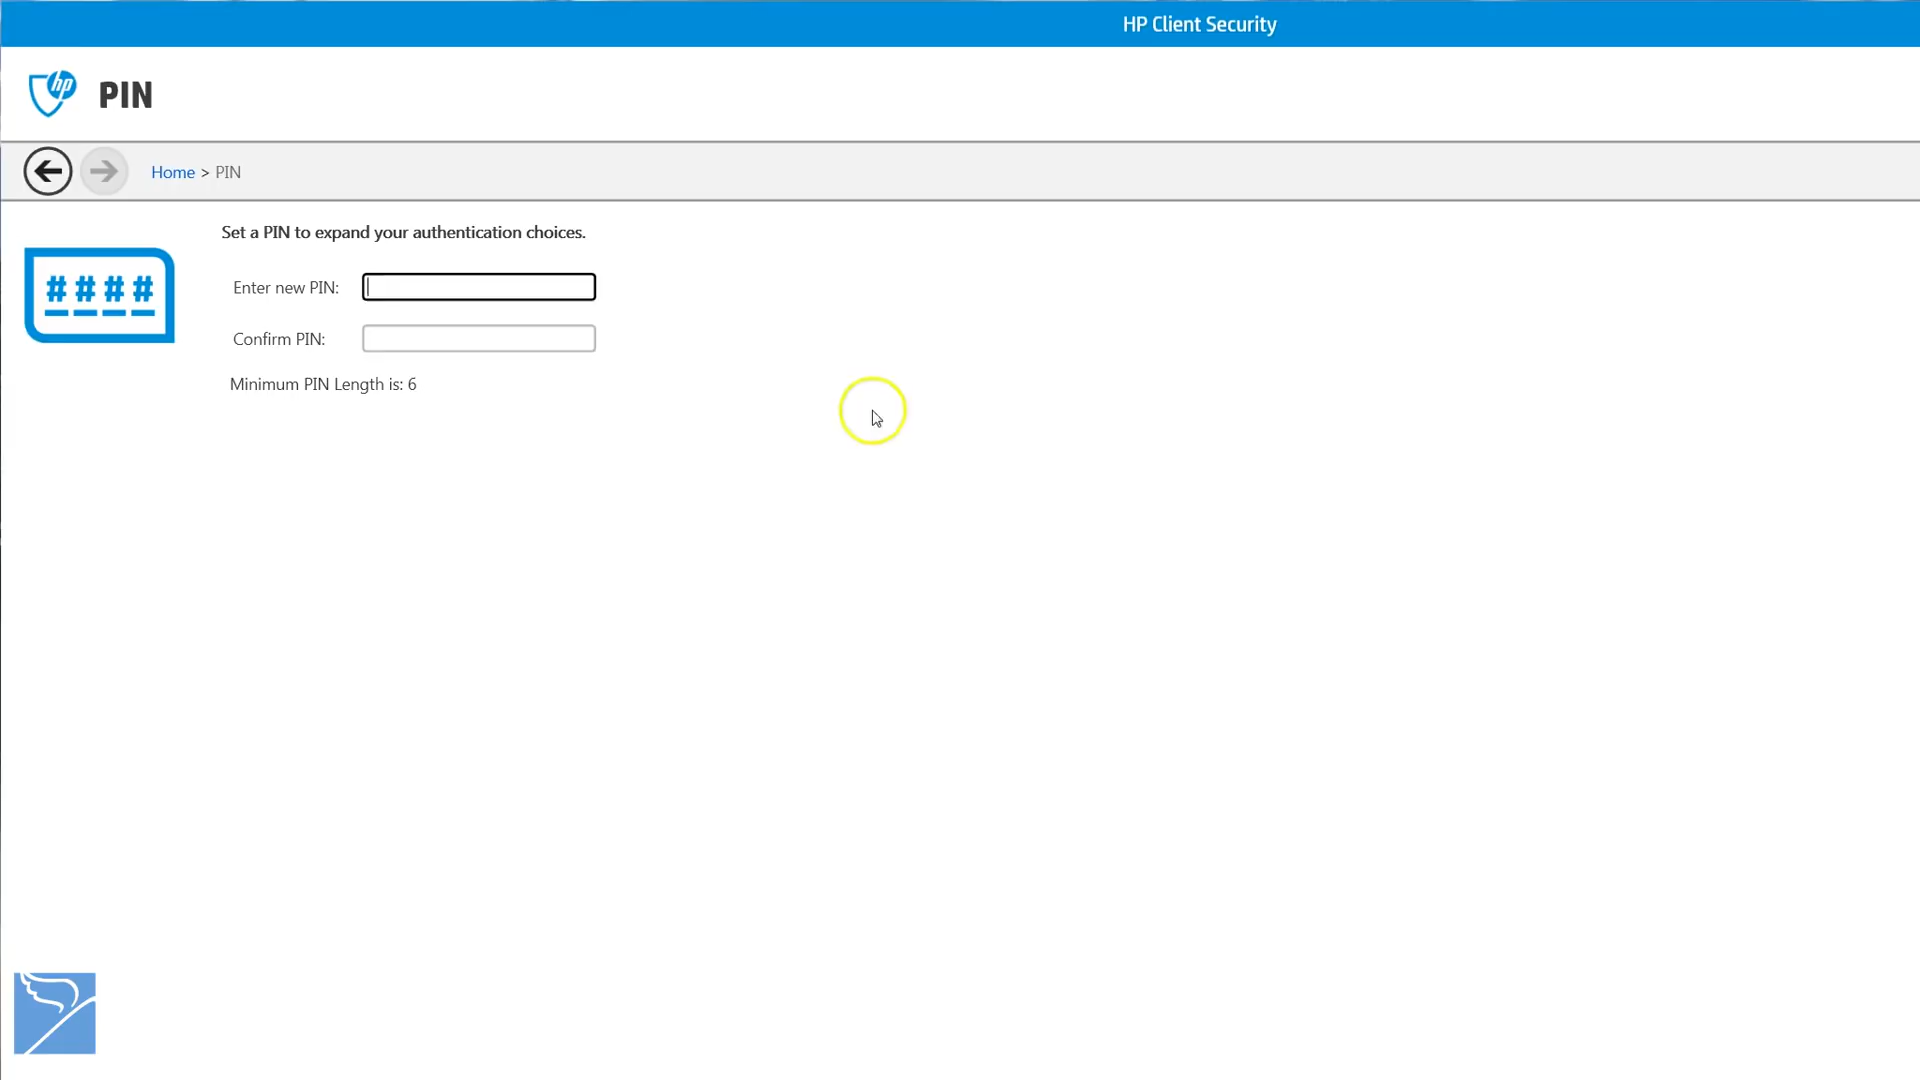 HP Client Security
hp PIN
Home > PIN
Set a PIN to expand your authentication choices.
####
Enter new PIN:
Confirm PIN:
Minimum PIN Length is: 6